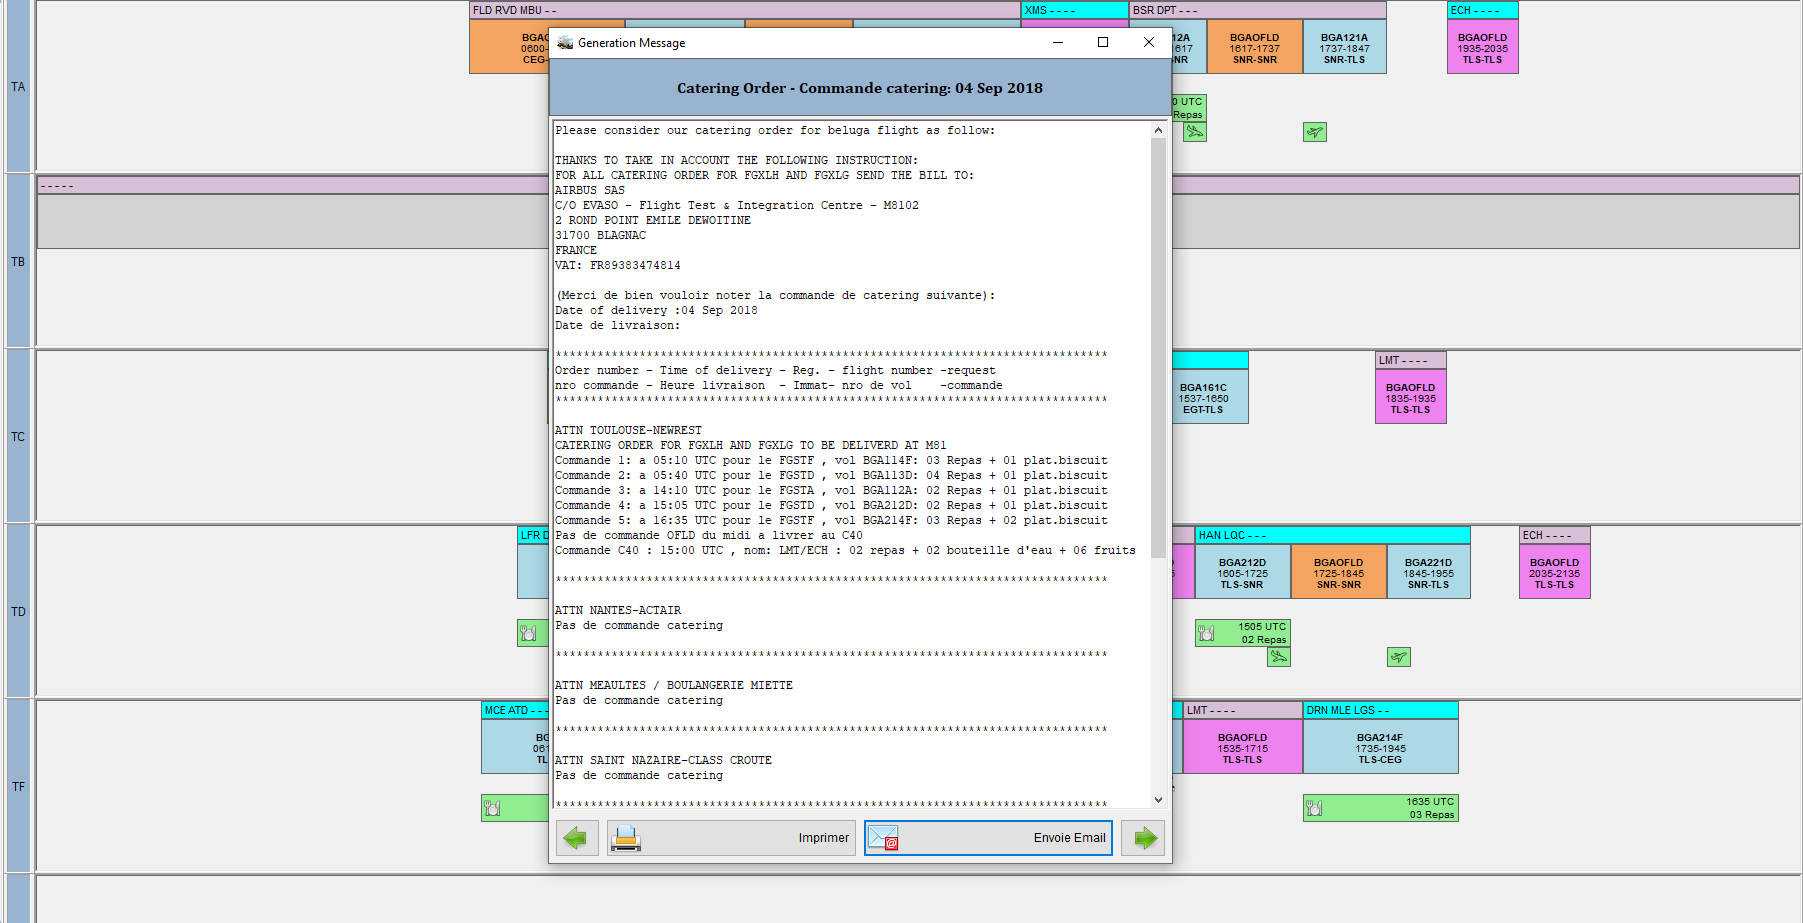 FLD RVD MBU - -
XMS - - - -
BSR DPT - - -
ECH - - - -
TA
0600-
CEG-
12A
1617
NR
BGAOFLD
1617-1737
SNR-SNR
BGA121A
1737-1847
SNR-TLS
BGAOFLD
1935-2035
TLS-TLS
0 UTC
Repas
Generation Message
Catering Order - Commande catering: 04 Sep 2018
Please consider our catering order for beluga flight as follow:
THANKS TO TAKE IN ACCOUNT THE FOLLOWING INSTRUCTION:
FOR ALL CATERING ORDER FOR FGXLH AND FGXLG SEND THE BILL TO:
AIRBUS SAS
C/O EVASO - Flight Test & Integration Centre - M8102
2 ROND POINT EMILE DEWOITINE
31700 BLAGNAC
FRANCE
VAT: FR89383474814
(Merci de bien vouloir noter la commande de catering suivante):
Date of delivery :04 Sep 2018
Date de livraison:
*******************************************************************************
Order number - Time of delivery - Reg. - flight number -request
nro commande - Heure livraison  - Immat- nro de vol    -commande
*******************************************************************************
ATTN TOULOUSE-NEWREST
CATERING ORDER FOR FGXLH AND FGXLG TO BE DELIVERD AT M81
Commande 1: a 05:10 UTC pour le FGSTF , vol BGA114F: 03 Repas + 01 plat.biscuit
Commande 2: a 05:40 UTC pour le FGSTD , vol BGA113D: 04 Repas + 01 plat.biscuit
Commande 3: a 14:10 UTC pour le FGSTA , vol BGA112A: 02 Repas + 01 plat.biscuit
Commande 4: a 15:05 UTC pour le FGSTD , vol BGA212D: 02 Repas + 01 plat.biscuit
Commande 5: a 16:35 UTC pour le FGSTF , vol BGA214F: 03 Repas + 02 plat.biscuit
Pas de commande OFLD du midi a livrer au C40
Commande C40 : 15:00 UTC , nom: LMT/ECH : 02 repas + 02 bouteille d'eau + 06 fruits
*******************************************************************************
ATTN NANTES-ACTAIR
Pas de commande catering
*******************************************************************************
ATTN MEAULTES / BOULANGERIE MIETTE
Pas de commande catering
*******************************************************************************
ATTN SAINT NAZAIRE-CLASS CROUTE
Pas de commande catering
*******************************************************************************
Imprimer
Envoie Email
- - - - -
TB
TC
BGA161C
1537-1650
EGT-TLS
LMT - - - -
BGAOFLD
1835-1935
TLS-TLS
TD
LFR D
HAN LQC - - -
BGA212D
1605-1725
TLS-SNR
BGAOFLD
1725-1845
SNR-SNR
BGA221D
1845-1955
SNR-TLS
ECH - - - -
BGAOFLD
2035-2135
TLS-TLS
1505 UTC
02 Repas
TF
MCE ATD - - -
BG
061
TL
LMT - - - -
BGAOFLD
1535-1715
TLS-TLS
DRN MLE LGS - -
BGA214F
1735-1945
TLS-CEG
1635 UTC
03 Repas